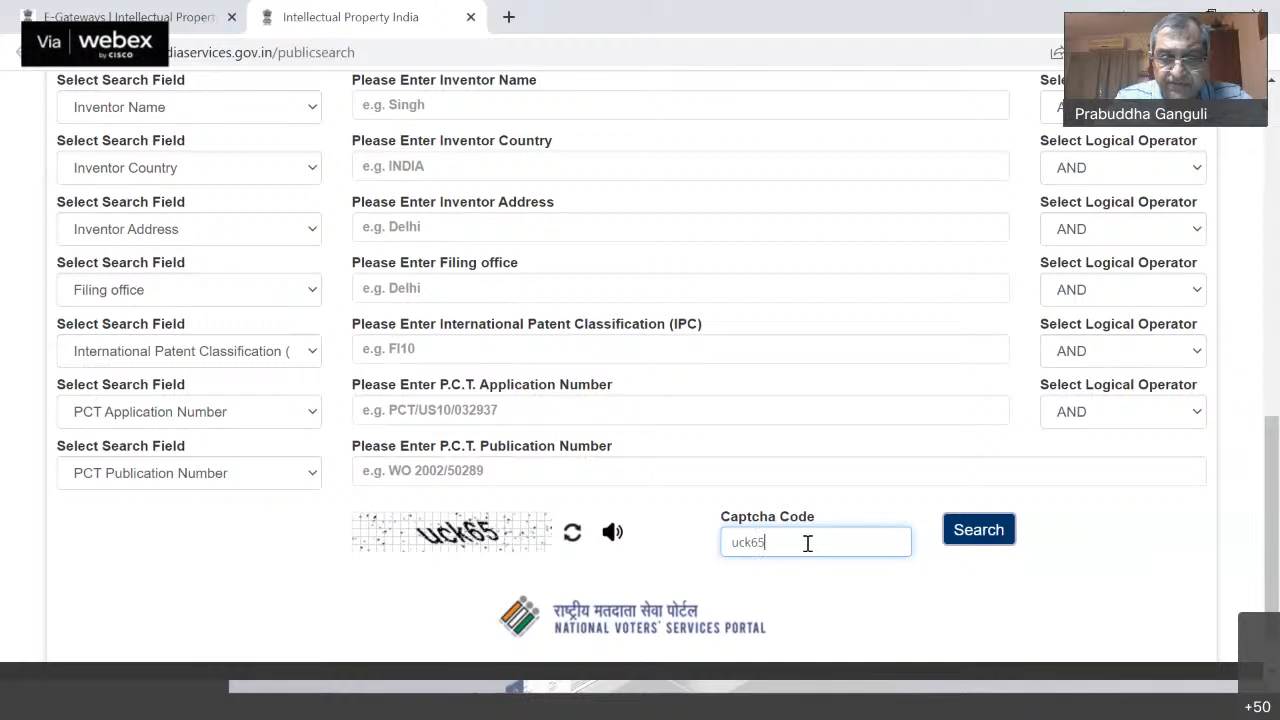 E-Gateways | Intellectual Property
Intellectual Property India
Via webex
by CISCO
diaservices.gov.in/publicsearch
Prabuddha Ganguli
Select Search Field Please Enter Inventor Name
Inventor Name e.g. Singh
Select Search Field Please Enter Inventor Country Select Logical Operator
Inventor Country e.g. INDIA AND
Select Search Field Please Enter Inventor Address Select Logical Operator
Inventor Address e.g. Delhi AND
Select Search Field Please Enter Filing office Select Logical Operator
Filing office e.g. Delhi AND
Select Search Field Please Enter International Patent Classification (IPC) Select Logical Operator
International Patent Classification ( e.g. FI10 AND
Select Search Field Please Enter P.C.T. Application Number Select Logical Operator
PCT Application Number e.g. PCT/US10/032937 AND
Select Search Field Please Enter P.C.T. Publication Number
PCT Publication Number e.g. WO 2002/50289
Captcha Code
uck65 uck65 Search
राष्ट्रीय मतदाता सेवा पोर्टल
NATIONAL VOTERS' SERVICES PORTAL
+50